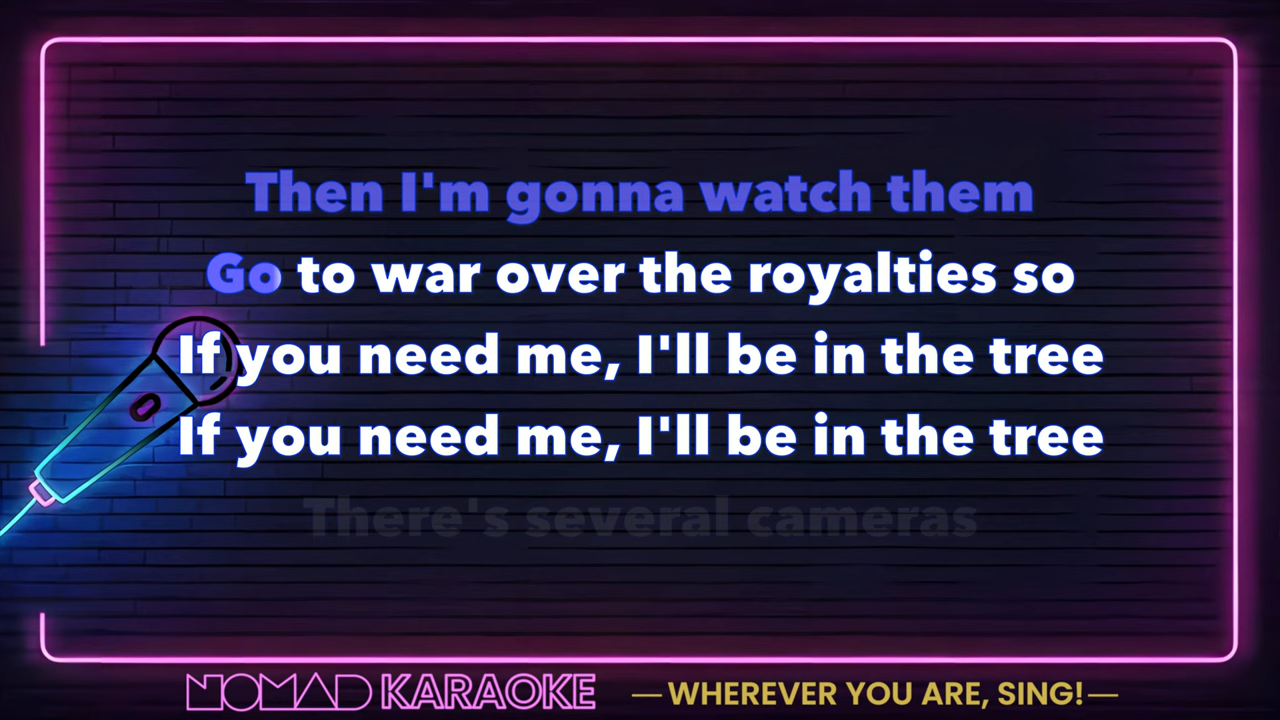 Then I'm gonna watch them
Go to war over the royalties so
If you need me, I'll be in the tree
If you need me, I'll be in the tree
There's several cameras
NOMAD KARAOKE — WHEREVER YOU ARE, SING! —